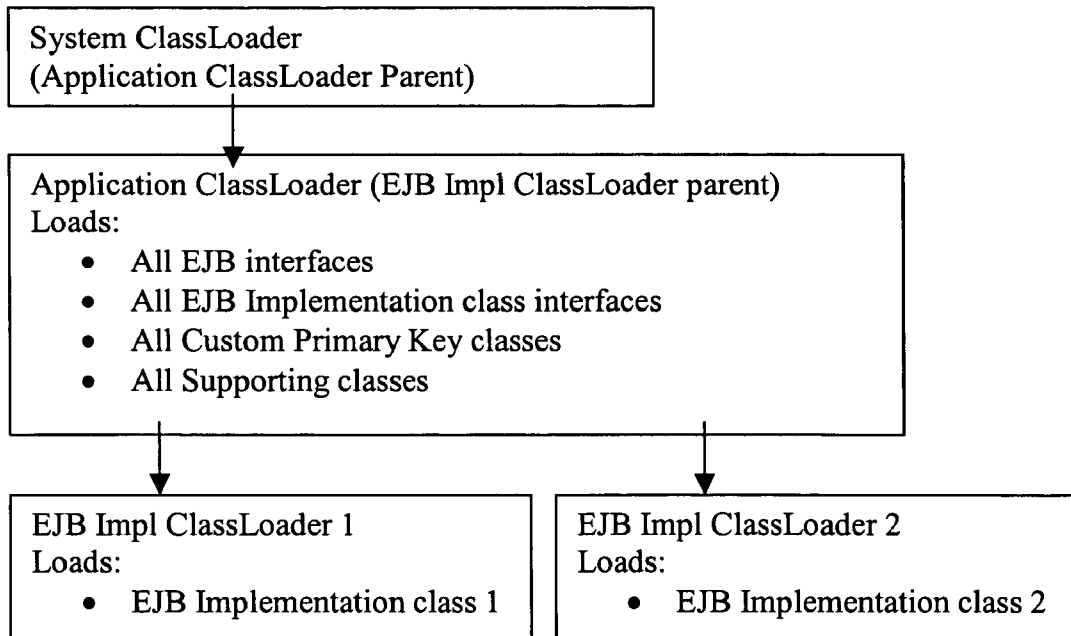 System ClassLoader
(Application ClassLoader Parent)
Application ClassLoader (EJB Impl ClassLoader parent)
Loads:
• All EJB interfaces
• All EJB Implementation class interfaces
• All Custom Primary Key classes
• All Supporting classes
EJB Impl ClassLoader 1
Loads:
• EJB Implementation class 1
EJB Impl ClassLoader 2
Loads:
• EJB Implementation class 2